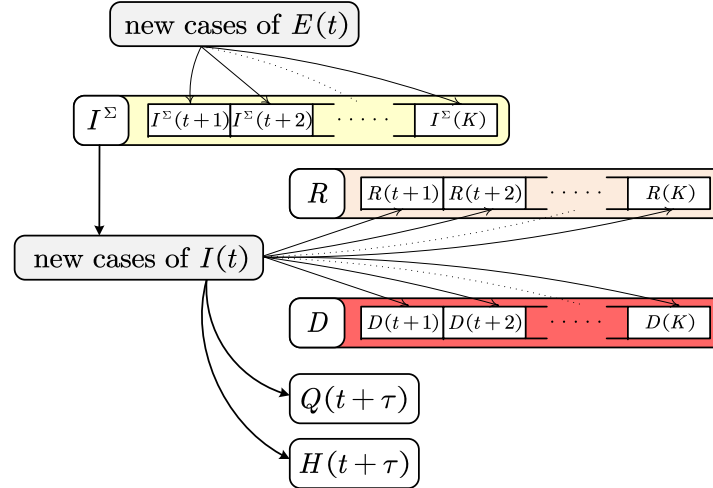 new cases of E(t)
I^Σ I^Σ(t+1) I^Σ(t+2) · · · · · I^Σ(K)
R R(t+1) R(t+2) · · · · · R(K)
new cases of I(t)
D D(t+1) D(t+2) · · · · · D(K)
Q(t + τ)
H(t + τ)